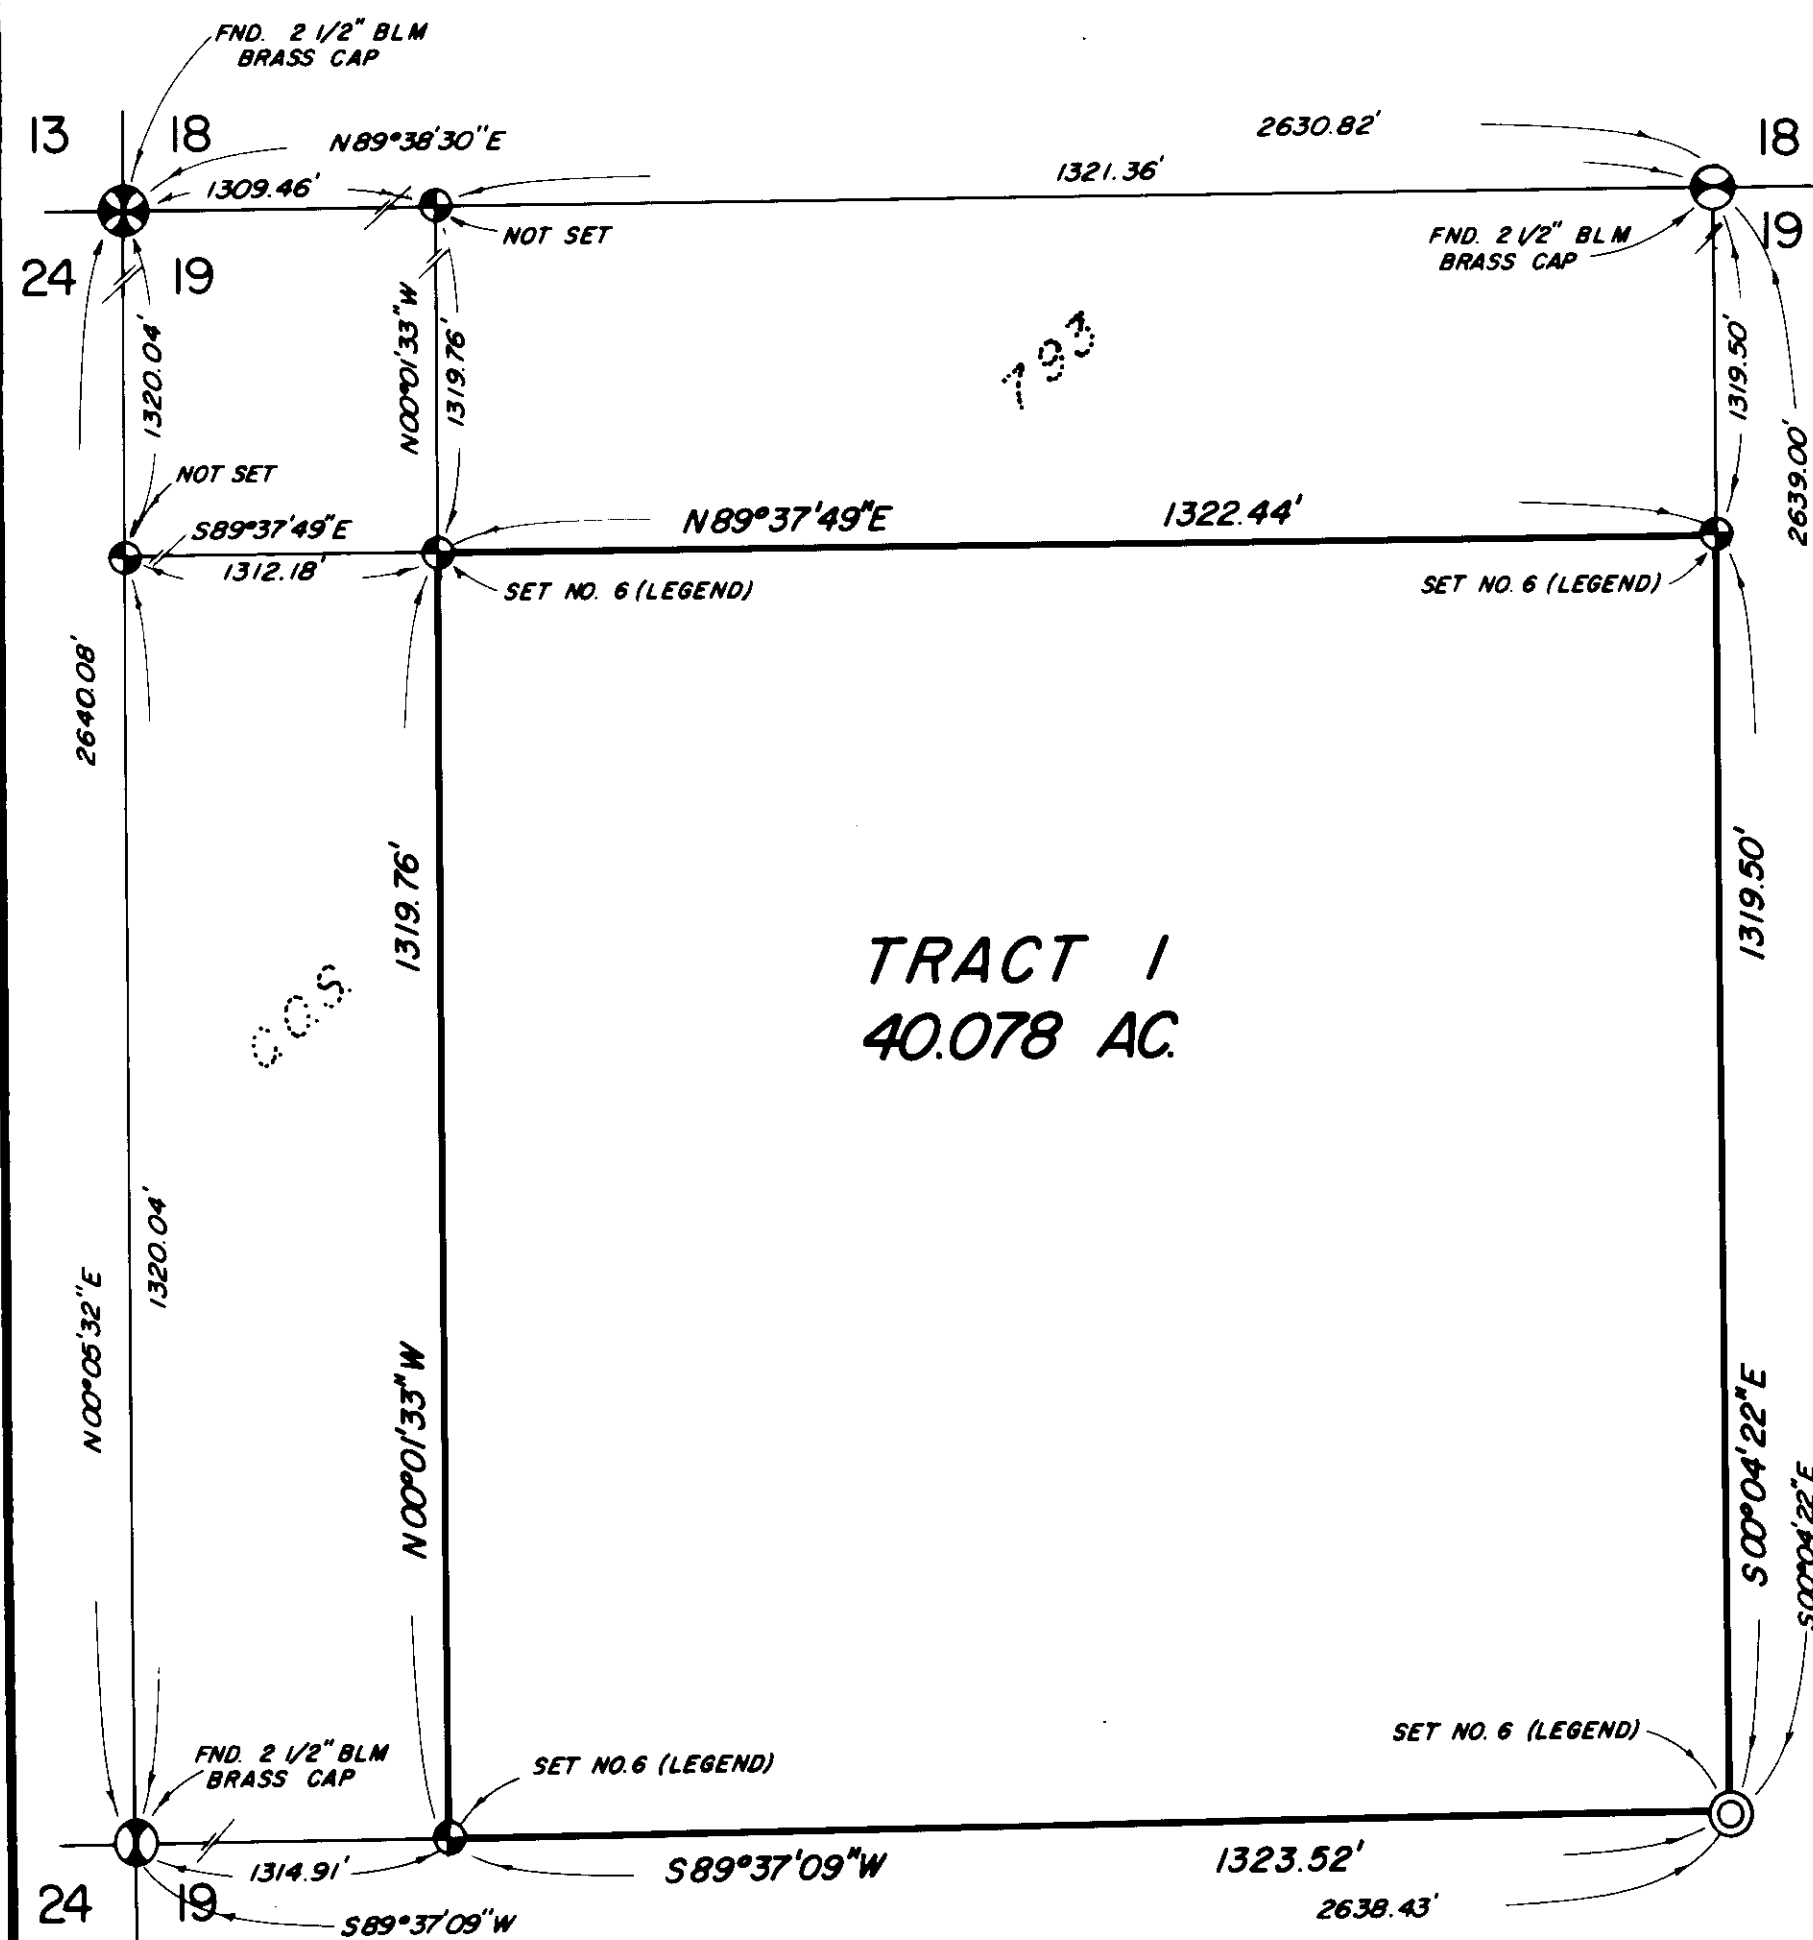 FND. 2 1/2" BLM
BRASS CAP
13
18
N89°38'30"E
2630.82'
18
1309.46'
1321.36'
NOT SET
FND. 2 1/2" BLM
BRASS CAP
19
24
19
1320.04'
N00°01'33"W
1319.76'
793
1319.50'
2639.00'
NOT SET
S89°37'49"E
1312.18'
N89°37'49"E
1322.44'
SET NO. 6 (LEGEND)
SET NO. 6 (LEGEND)
2640.08'
1319.76'
1319.50'
TRACT 1
40.078 AC.
C.O.S.
1320.04'
N00°05'32"E
N00°01'33"W
S00°04'22"E
S00°04'22"E
FND. 2 1/2" BLM
BRASS CAP
SET NO.6 (LEGEND)
SET NO. 6 (LEGEND)
1314.91'
S89°37'09"W
1323.52'
24
19
S89°37'09"W
2638.43'